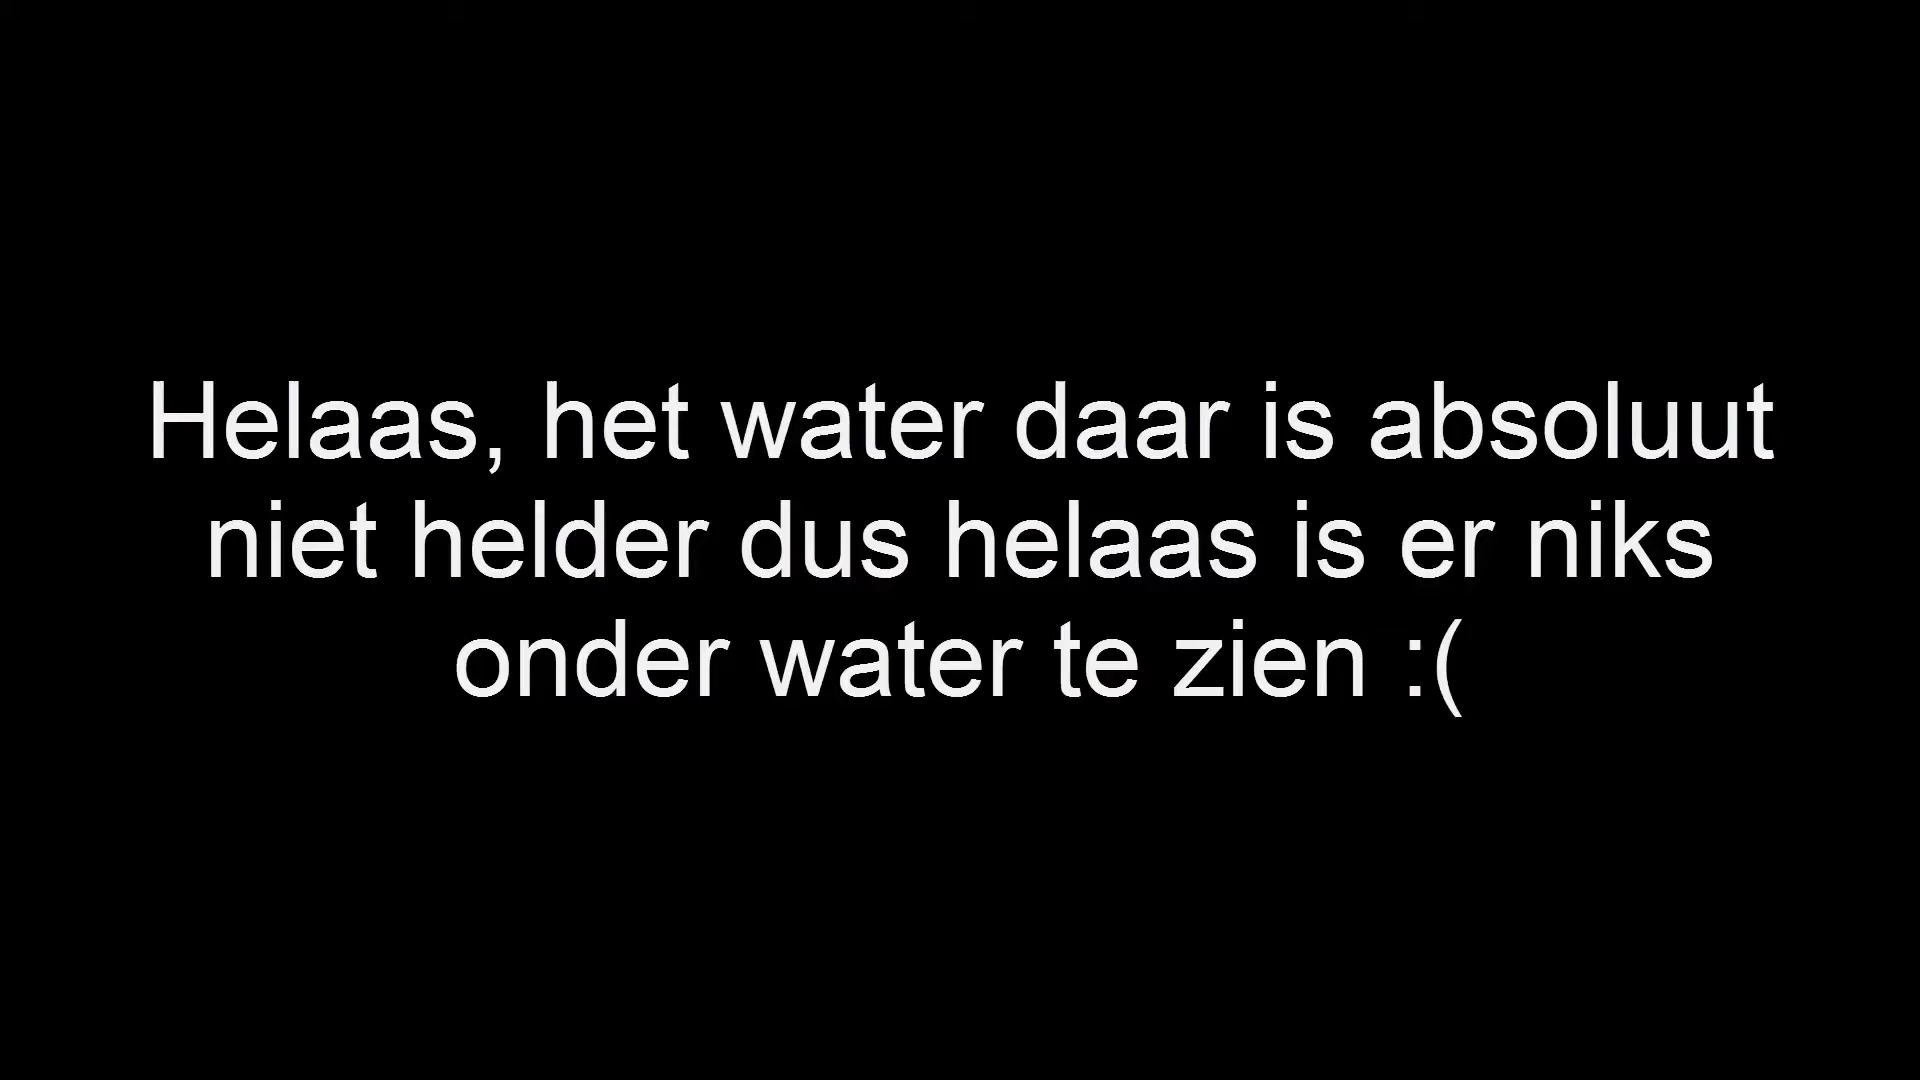 Helaas, het water daar is absoluut
niet helder dus helaas is er niks
onder water te zien :(